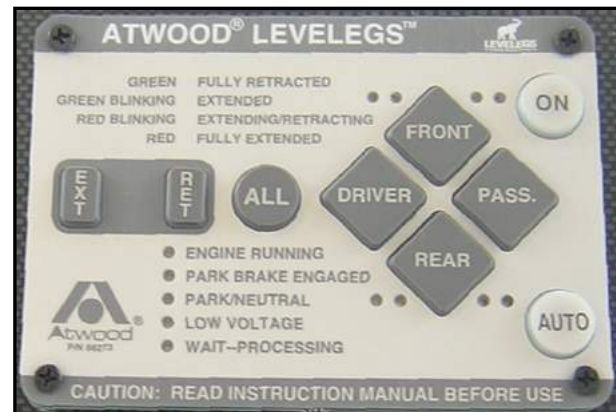 ATWOOD® LEVELEGS™
LEVELEGS
GREEN FULLY RETRACTED
GREEN BLINKING EXTENDED
RED BLINKING EXTENDING/RETRACTING
RED FULLY EXTENDED
ON
FRONT
EXT
RET
ALL
DRIVER
PASS.
REAR
ENGINE RUNNING
PARK BRAKE ENGAGED
PARK/NEUTRAL
LOW VOLTAGE
WAIT--PROCESSING
AUTO
Atwood®
P/N 66273
CAUTION: READ INSTRUCTION MANUAL BEFORE USE